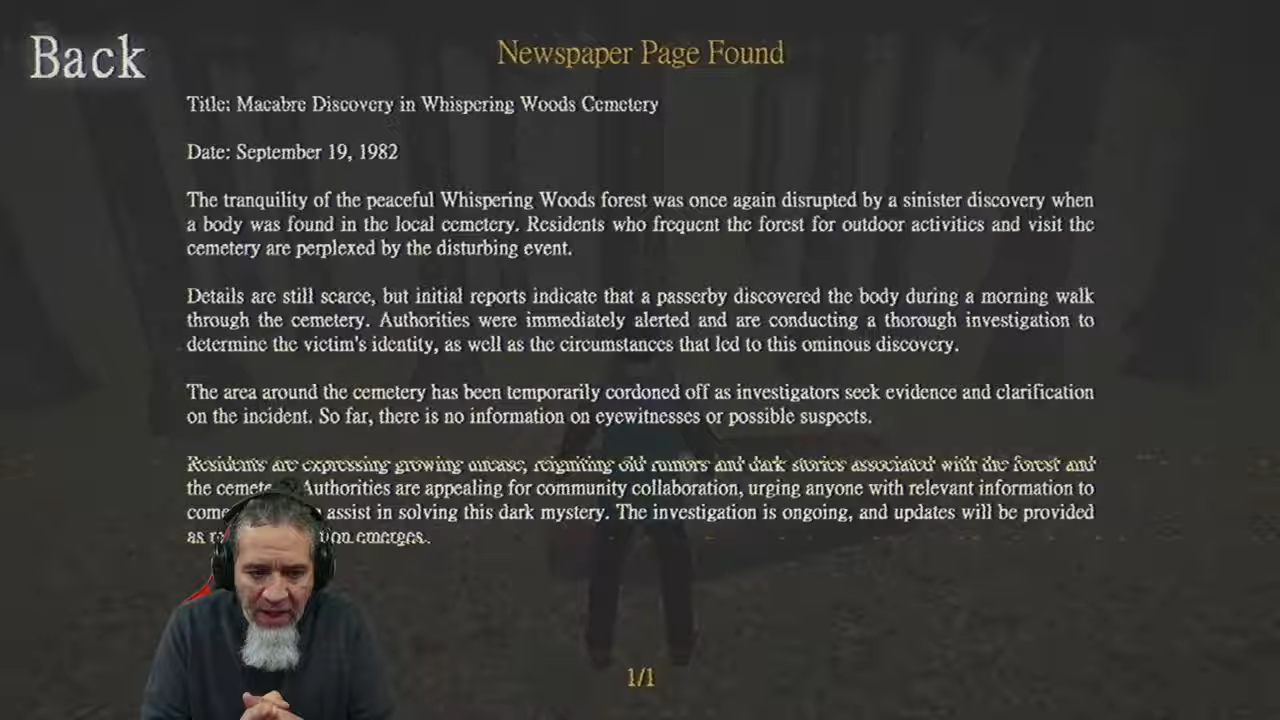 Back
Newspaper Page Found
Title: Macabre Discovery in Whispering Woods Cemetery
Date: September 19, 1982
The tranquility of the peaceful Whispering Woods forest was once again disrupted by a sinister discovery when
a body was found in the local cemetery. Residents who frequent the forest for outdoor activities and visit the
cemetery are perplexed by the disturbing event.
Details are still scarce, but initial reports indicate that a passerby discovered the body during a morning walk
through the cemetery. Authorities were immediately alerted and are conducting a thorough investigation to
determine the victim's identity, as well as the circumstances that led to this ominous discovery.
The area around the cemetery has been temporarily cordoned off as investigators seek evidence and clarification
on the incident. So far, there is no information on eyewitnesses or possible suspects.
Residents are expressing growing unease, reigniting old rumors and dark stories associated with the forest and
the Authorities are appealing for community collaboration, urging anyone with relevant information to
come assist in solving this dark mystery. The investigation is ongoing, and updates will be provided
as emerges.
1/1